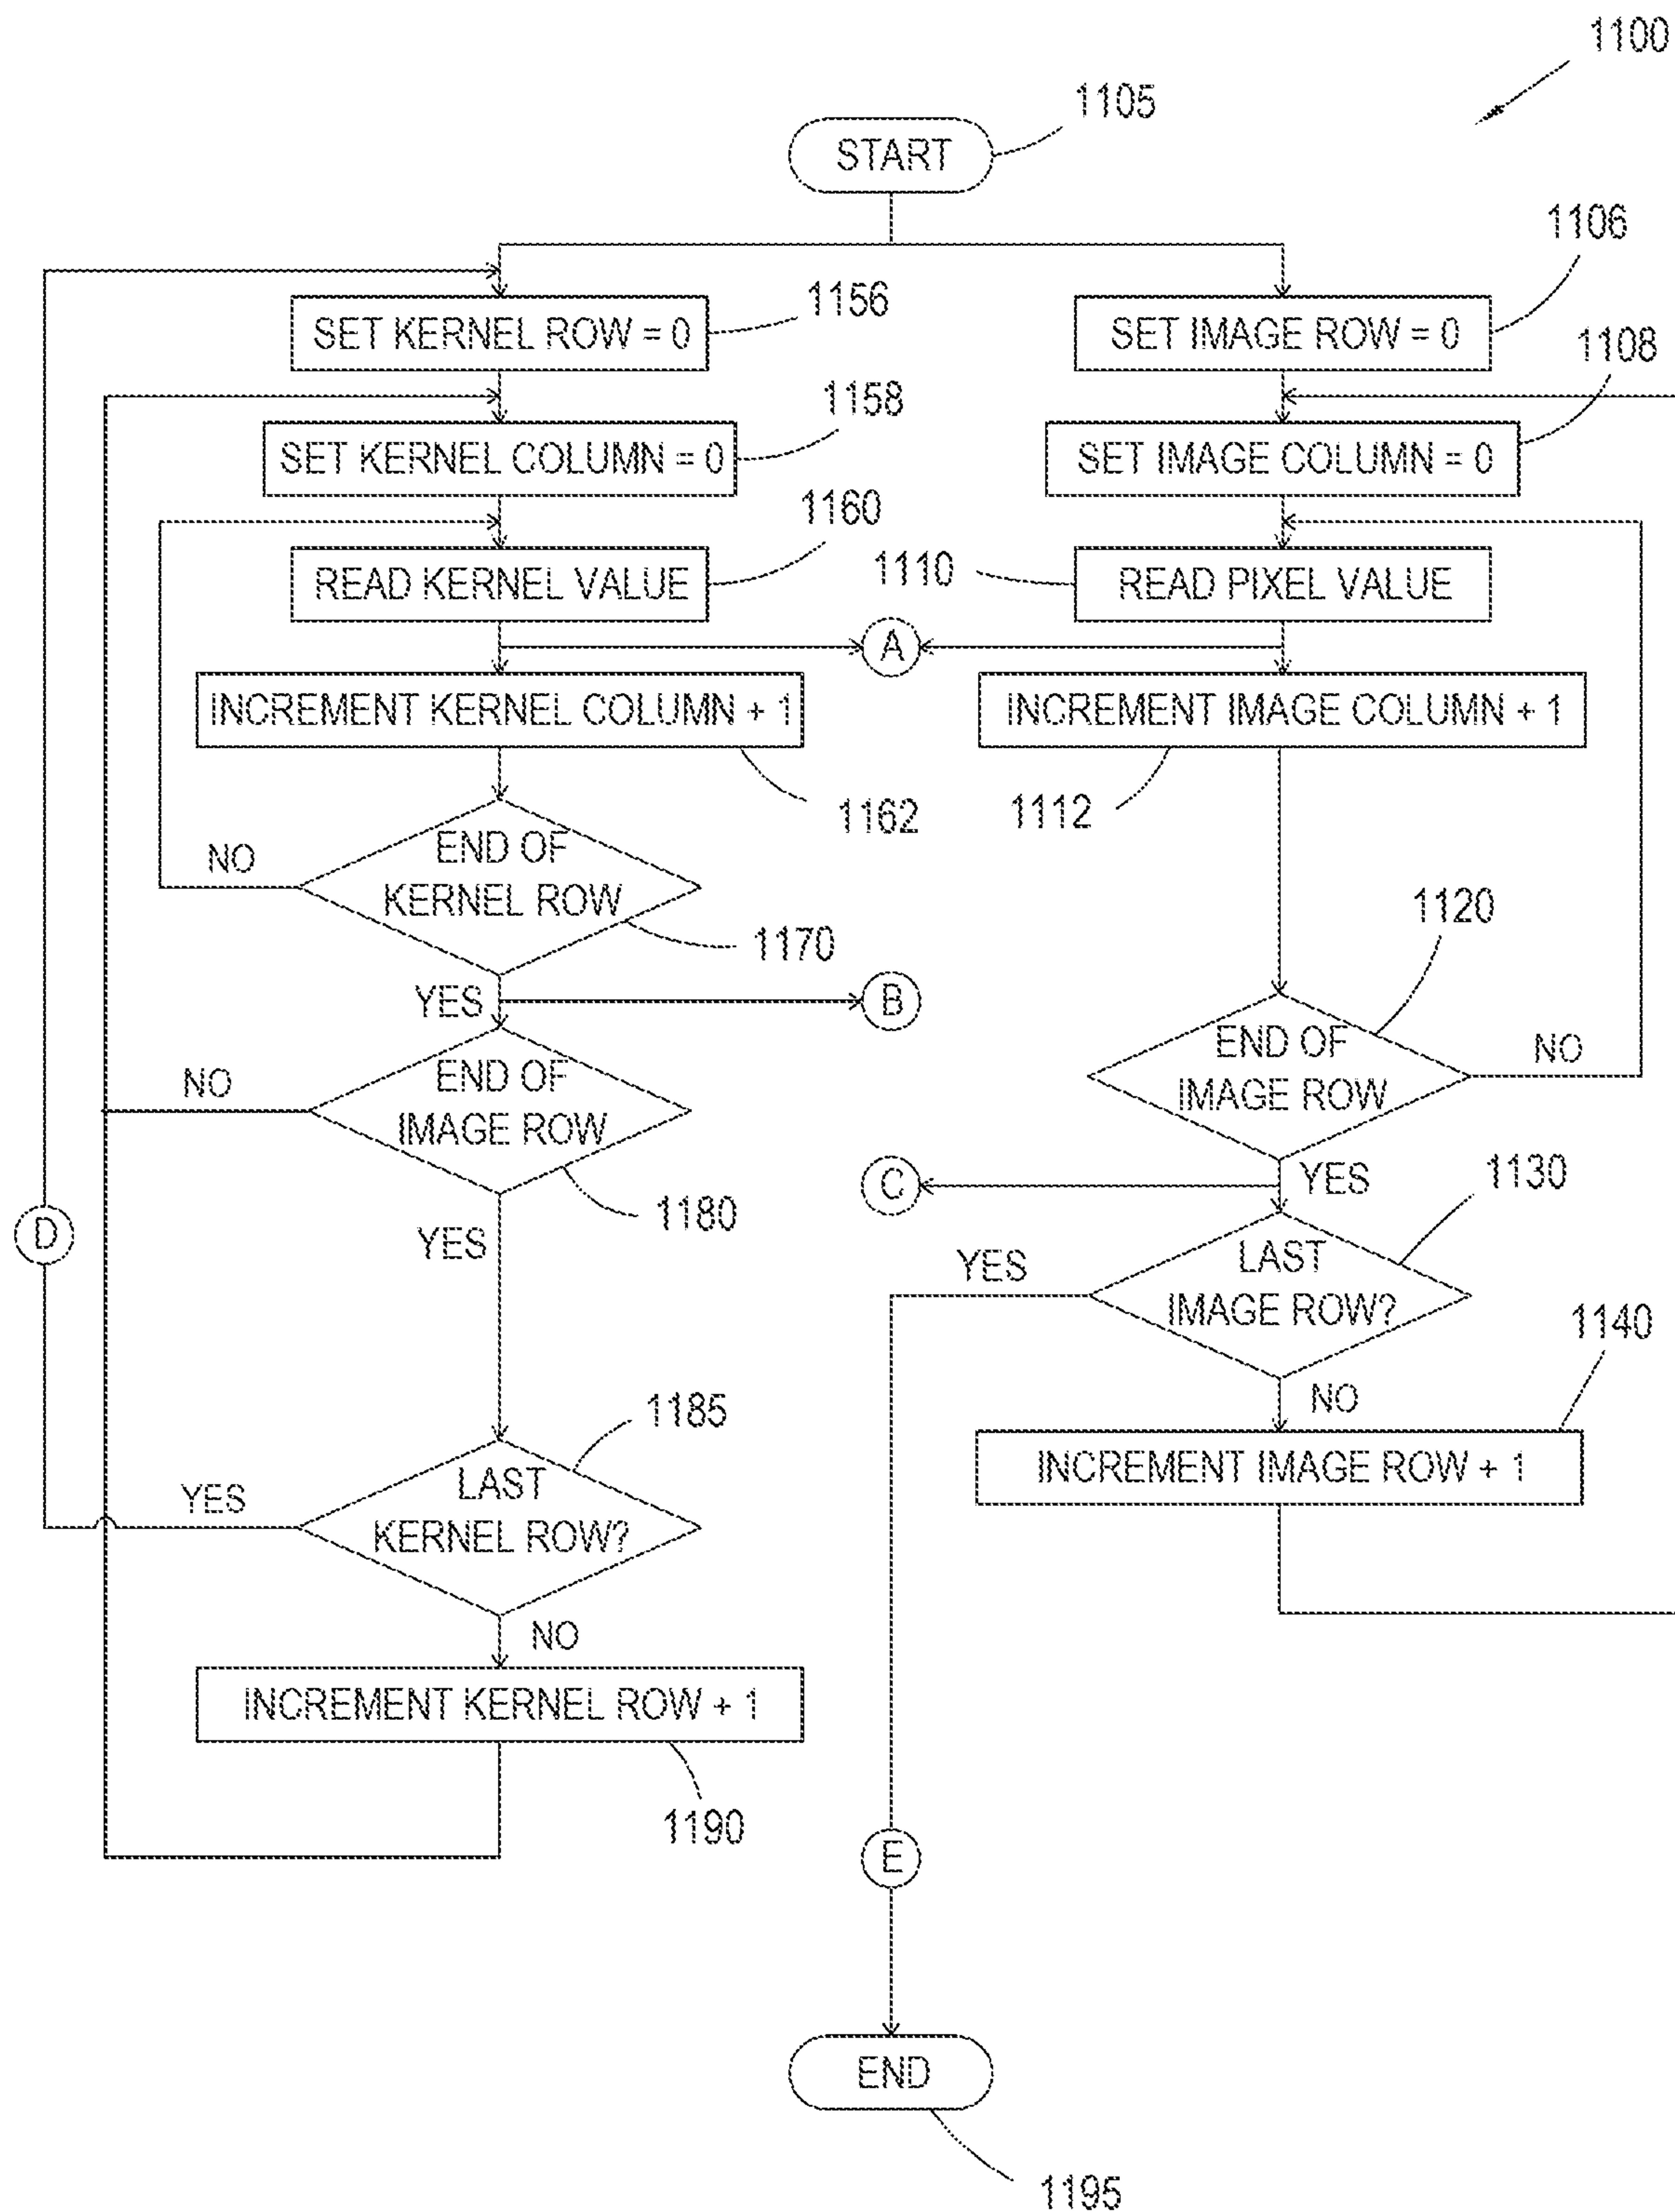 1100
1105
START
1106
1156
SET KERNEL ROW = 0
SET IMAGE ROW = 0
1108
1158
SET KERNEL COLUMN = 0
SET IMAGE COLUMN = 0
1160
READ KERNEL VALUE
1110
READ PIXEL VALUE
A
INCREMENT KERNEL COLUMN + 1
INCREMENT IMAGE COLUMN + 1
1162
1112
NO
END OF
KERNEL ROW
1170
1120
YES
B
END OF
IMAGE ROW
NO
NO
END OF
IMAGE ROW
1180
C
YES
1130
D
YES
YES
LAST
IMAGE ROW?
1140
NO
1185
INCREMENT IMAGE ROW + 1
YES
LAST
KERNEL ROW?
NO
INCREMENT KERNEL ROW + 1
1190
E
END
1195